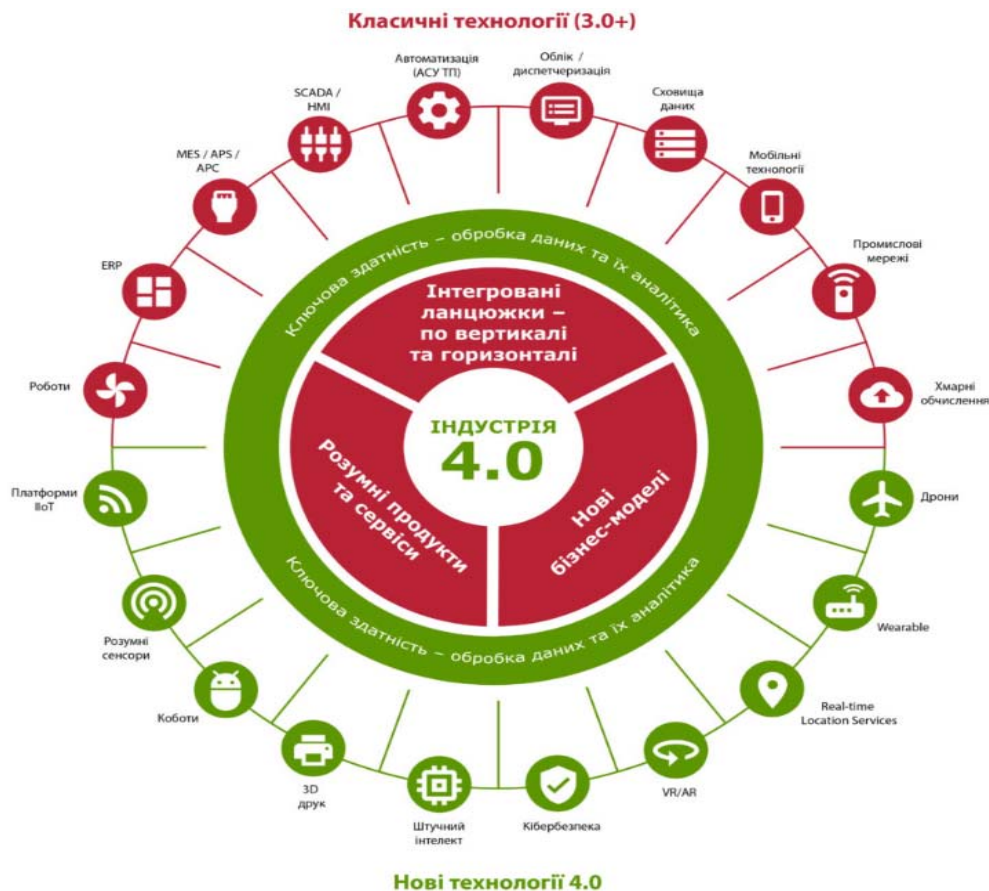 Класичні технології (3.0+)
Автоматизація
(АСУ ТП)
Облік /
диспетчеризація
SCADA /
HMI
Сховища
даних
MES / APS /
APC
Мобільні
технології
ERP
Промислові
мережі
Роботи
Хмарні
обчислення
Ключова здатність – обробка даних та їх аналітика
Інтегровані
ланцюжки –
по вертикалі
та горизонталі
ІНДУСТРІЯ
4.0
Розумні продукти
та сервіси
Нові
бізнес-моделі
Ключова здатність – обробка даних та їх аналітика
Платформи
IIoT
Дрони
Розумні
сенсори
Wearable
Коботи
Real-time
Location Services
3D
друк
VR/AR
Штучний
інтелект
Кібербезпека
Нові технології 4.0